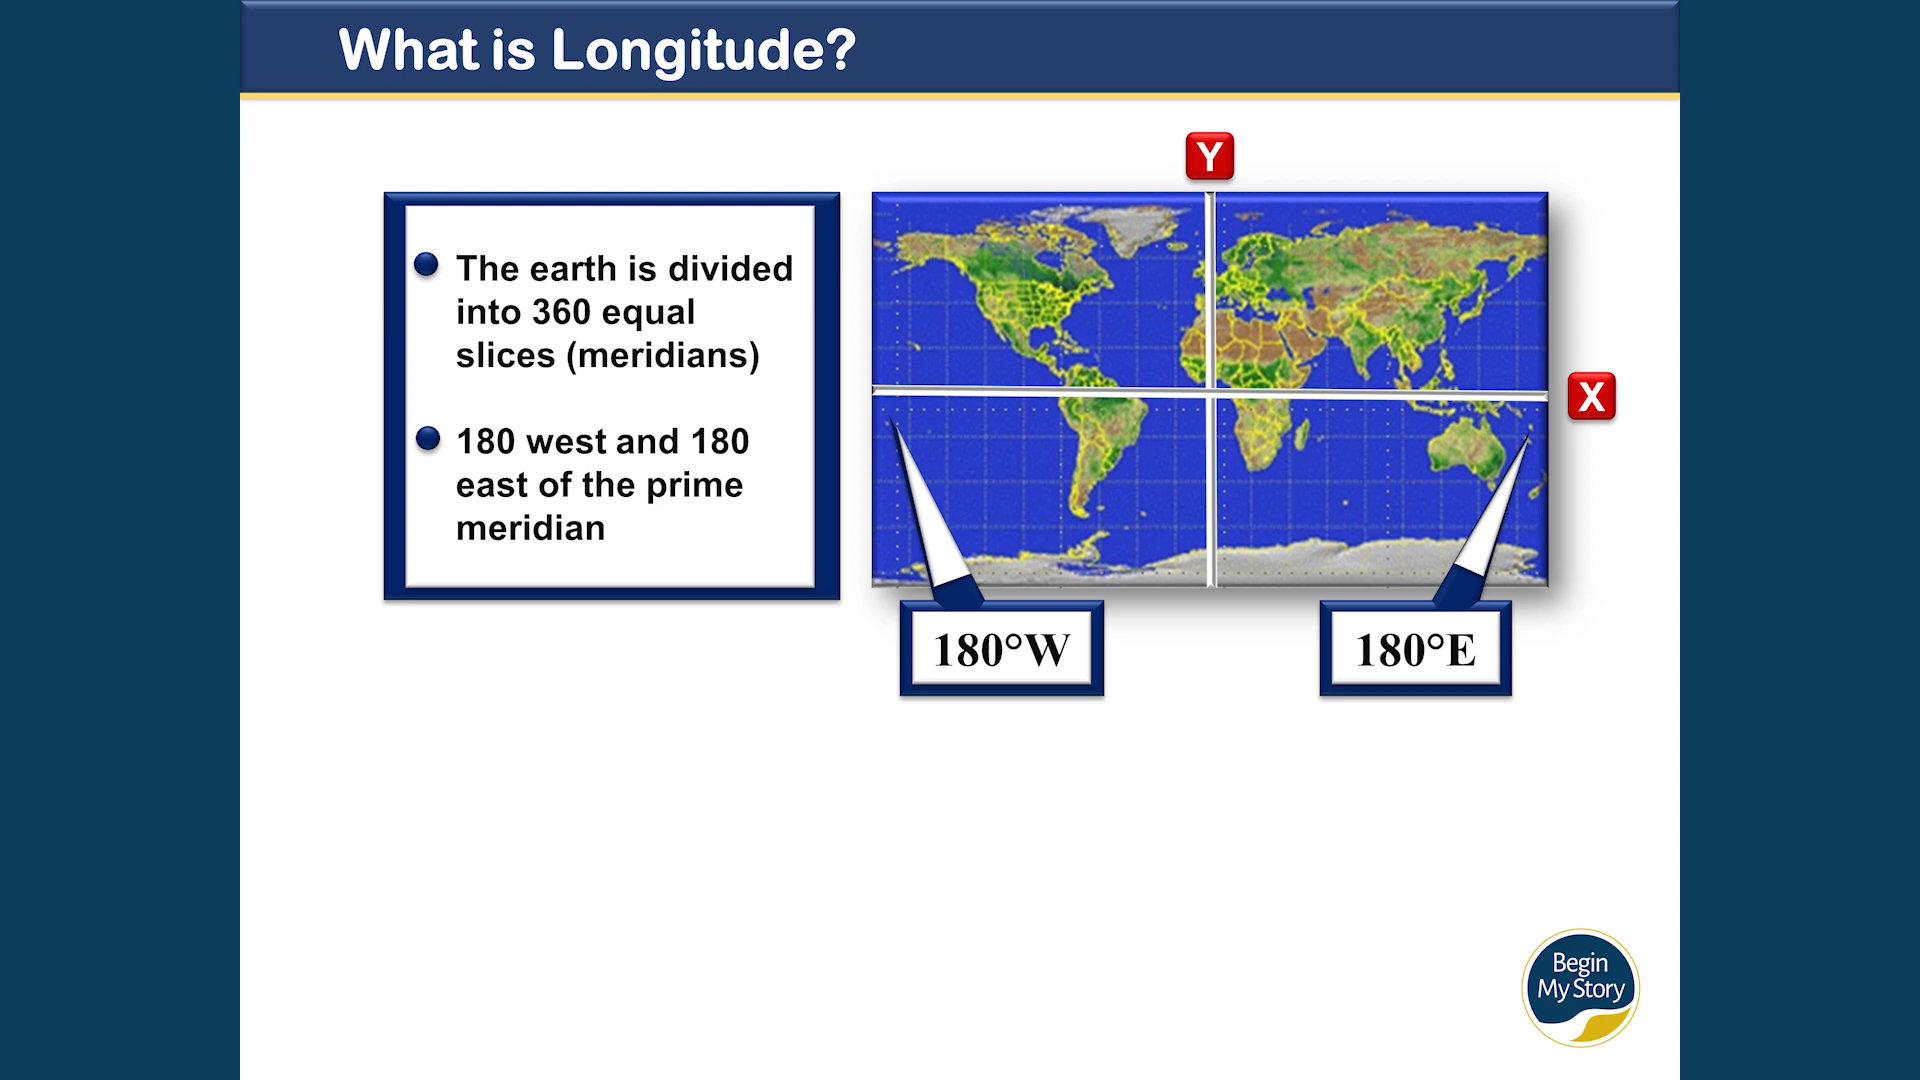 What is Longitude?
Y
The earth is divided
into 360 equal
slices (meridians)
180 west and 180
east of the prime
meridian
X
180°W
180°E
Begin
My Story